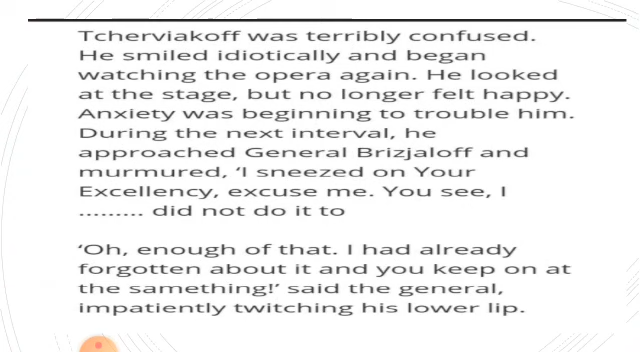 Tcherviakoff was terribly confused.
He smiled idiotically and began
watching the opera again. He looked
at the stage, but no longer felt happy.
Anxiety was beginning to trouble him.
During the next interval, he
approached General Brizjaloff and
murmured, ‘I sneezed on Your
Excellency, excuse me. You see, I
......... did not do it to
‘Oh, enough of that. I had already
forgotten about it and you keep on at
the samething!’ said the general,
impatiently twitching his lower lip.